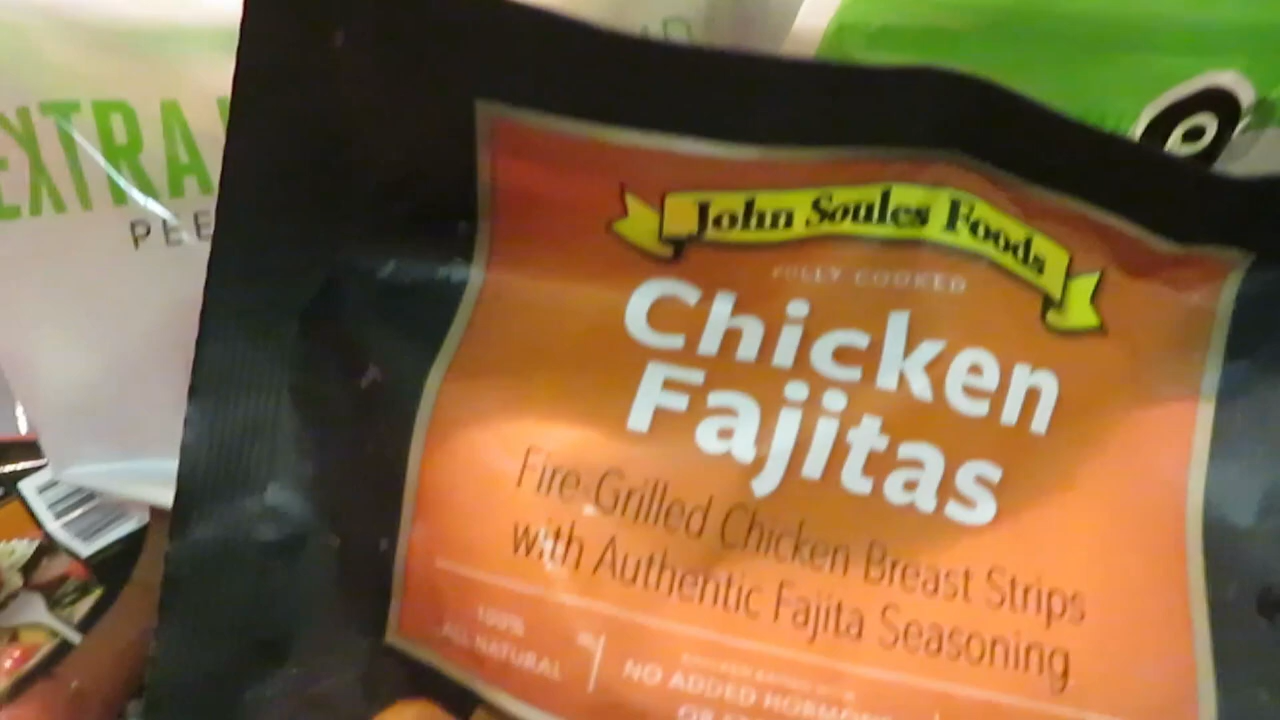 EXTRA
PEE
John Soules Foods
FULLY COOKED
Chicken
Fajitas
Fire-Grilled Chicken Breast Strips
with Authentic Fajita Seasoning
100%
ALL NATURAL
NO ADDED HORMONES